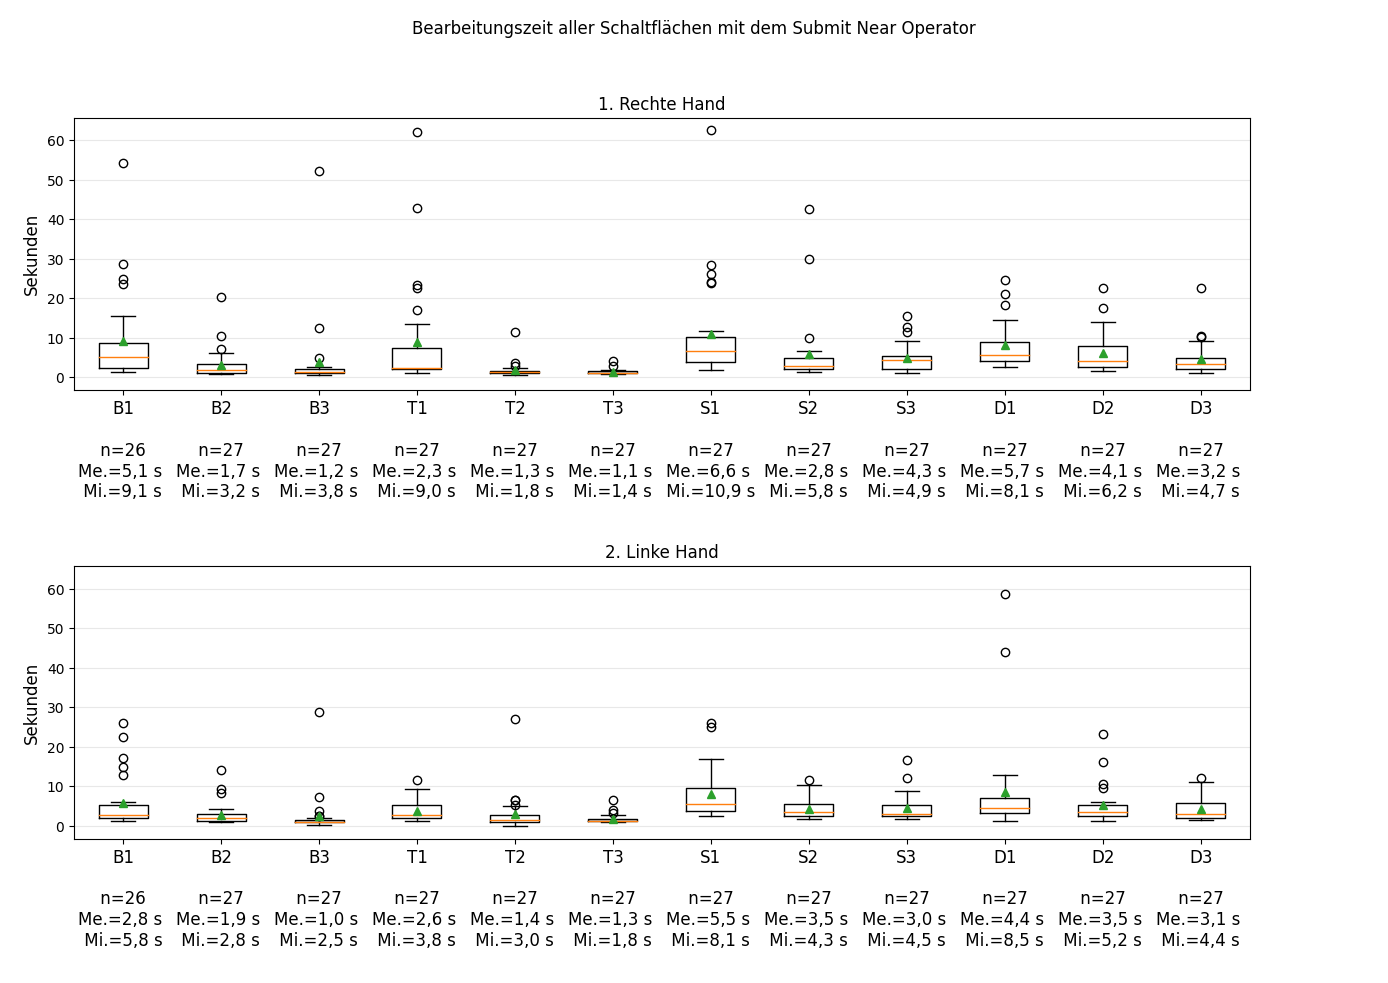 Bearbeitungszeit aller Schaltflächen mit dem Submit Near Operator
1. Rechte Hand
Sekunden
60
50
40
30
20
10
0
B1 B2 B3 T1 T2 T3 S1 S2 S3 D1 D2 D3
n=26 n=27 n=27 n=27 n=27 n=27 n=27 n=27 n=27 n=27 n=27 n=27
Me.=5,1 s Me.=1,7 s Me.=1,2 s Me.=2,3 s Me.=1,3 s Me.=1,1 s Me.=6,6 s Me.=2,8 s Me.=4,3 s Me.=5,7 s Me.=4,1 s Me.=3,2 s
Mi.=9,1 s Mi.=3,2 s Mi.=3,8 s Mi.=9,0 s Mi.=1,8 s Mi.=1,4 s Mi.=10,9 s Mi.=5,8 s Mi.=4,9 s Mi.=8,1 s Mi.=6,2 s Mi.=4,7 s
2. Linke Hand
Sekunden
60
50
40
30
20
10
0
B1 B2 B3 T1 T2 T3 S1 S2 S3 D1 D2 D3
n=26 n=27 n=27 n=27 n=27 n=27 n=27 n=27 n=27 n=27 n=27 n=27
Me.=2,8 s Me.=1,9 s Me.=1,0 s Me.=2,6 s Me.=1,4 s Me.=1,3 s Me.=5,5 s Me.=3,5 s Me.=3,0 s Me.=4,4 s Me.=3,5 s Me.=3,1 s
Mi.=5,8 s Mi.=2,8 s Mi.=2,5 s Mi.=3,8 s Mi.=3,0 s Mi.=1,8 s Mi.=8,1 s Mi.=4,3 s Mi.=4,5 s Mi.=8,5 s Mi.=5,2 s Mi.=4,4 s